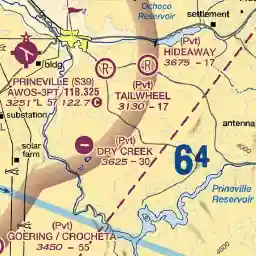 Ochoco
Reservoir
settlement
(Pvt)
HIDEAWAY
3675 - 17
R
R
bldg
PRINEVILLE (S39)
AWOS-3PT 118.325
3251 L 57 122.7 C
(Pvt)
TAILWHEEL
3130 - 17
substation
antenna
solar
farm
(Pvt)
DRY CREEK
3625 - 30
64
Prineville
Reservoir
4500
(Pvt)
GOERING / CROCHETA
3450 - 55